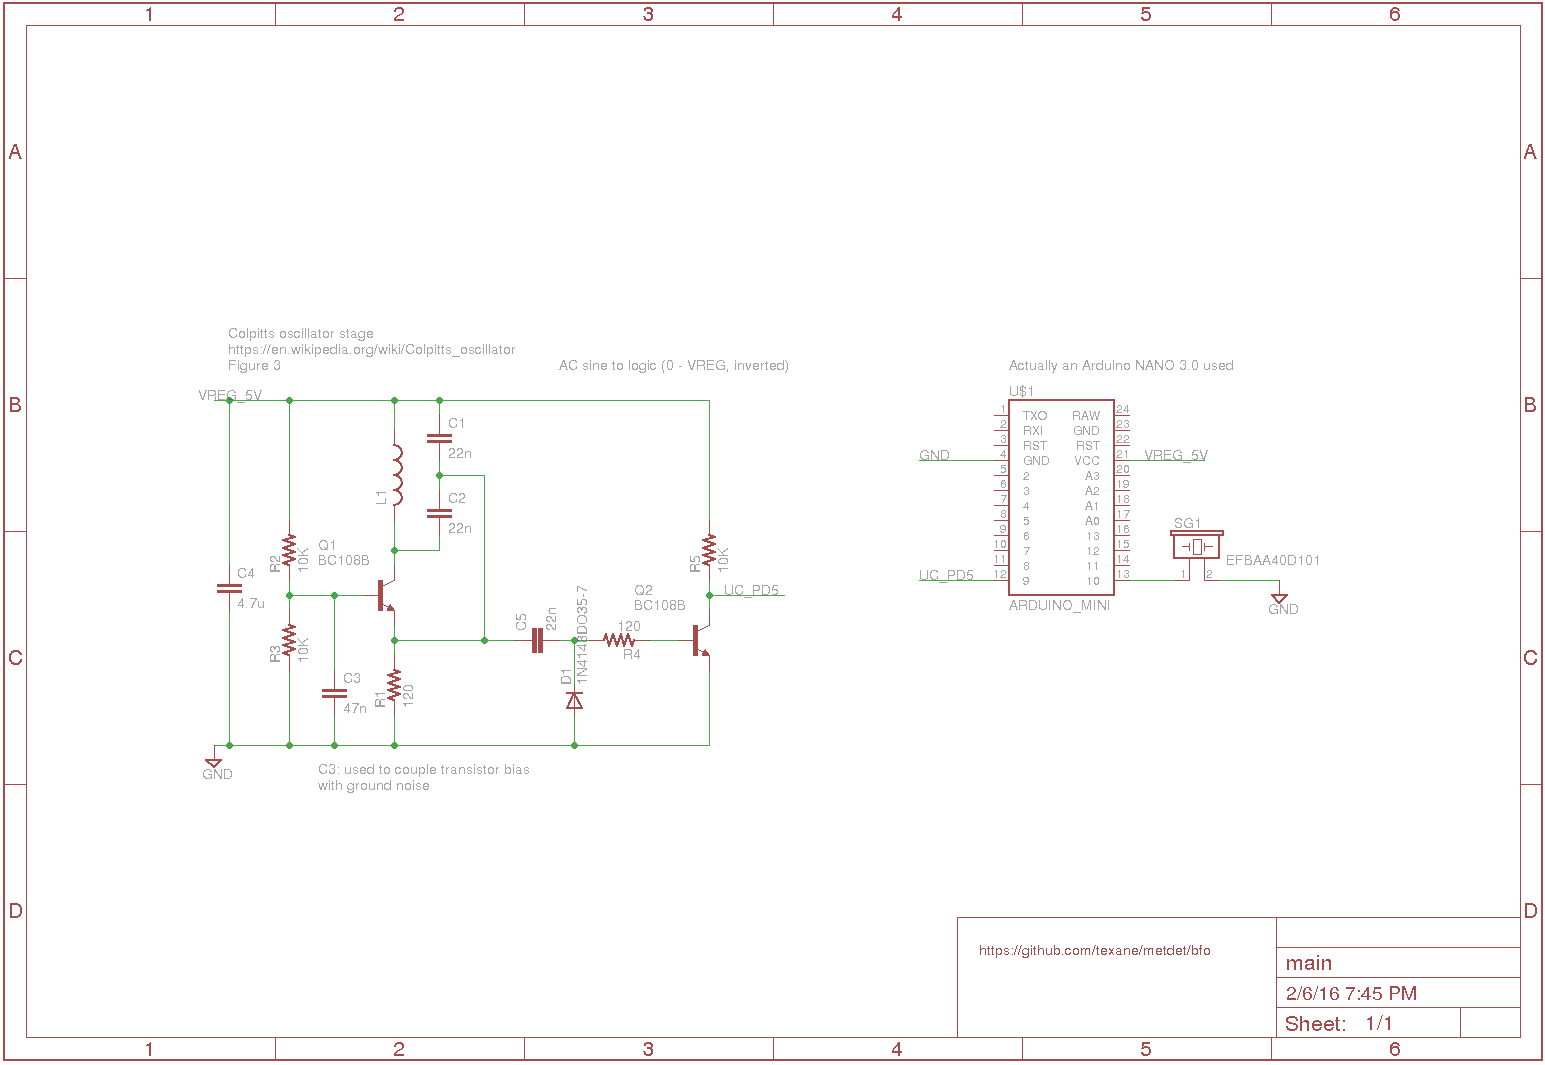 1 2 3 4 5 6
A A
Colpitts oscillator stage
https://en.wikipedia.org/wiki/Colpitts_oscillator
Figure 3
AC sine to logic (0 - VREG, inverted)
Actually an Arduino NANO 3.0 used
B B
VREG_5V
C1
22n
L1
C2
22n
R2
10K
Q1
BC108B
C4
4.7u
R3
10K
C3
47n
R1
120
C5
22n
D1
1N4148DO35-7
120
R4
Q2
BC108B
R5
10K
UC_PD5
GND
C3: used to couple transistor bias
with ground noise
U$1
1 TXO RAW 24
2 RXI GND 23
3 RST RST 22
GND 4 GND VCC 21 VREG_5V
5 2 A3 20
6 3 A2 19
7 4 A1 18
8 5 A0 17
9 6 13 16
10 7 12 15
11 8 11 14
UC_PD5 12 9 10 13
ARDUINO_MINI
SG1
EFBAA40D101
1 2
GND
C C
D D
https://github.com/texane/metdet/bfo
main
2/6/16 7:45 PM
Sheet: 1/1
1 2 3 4 5 6